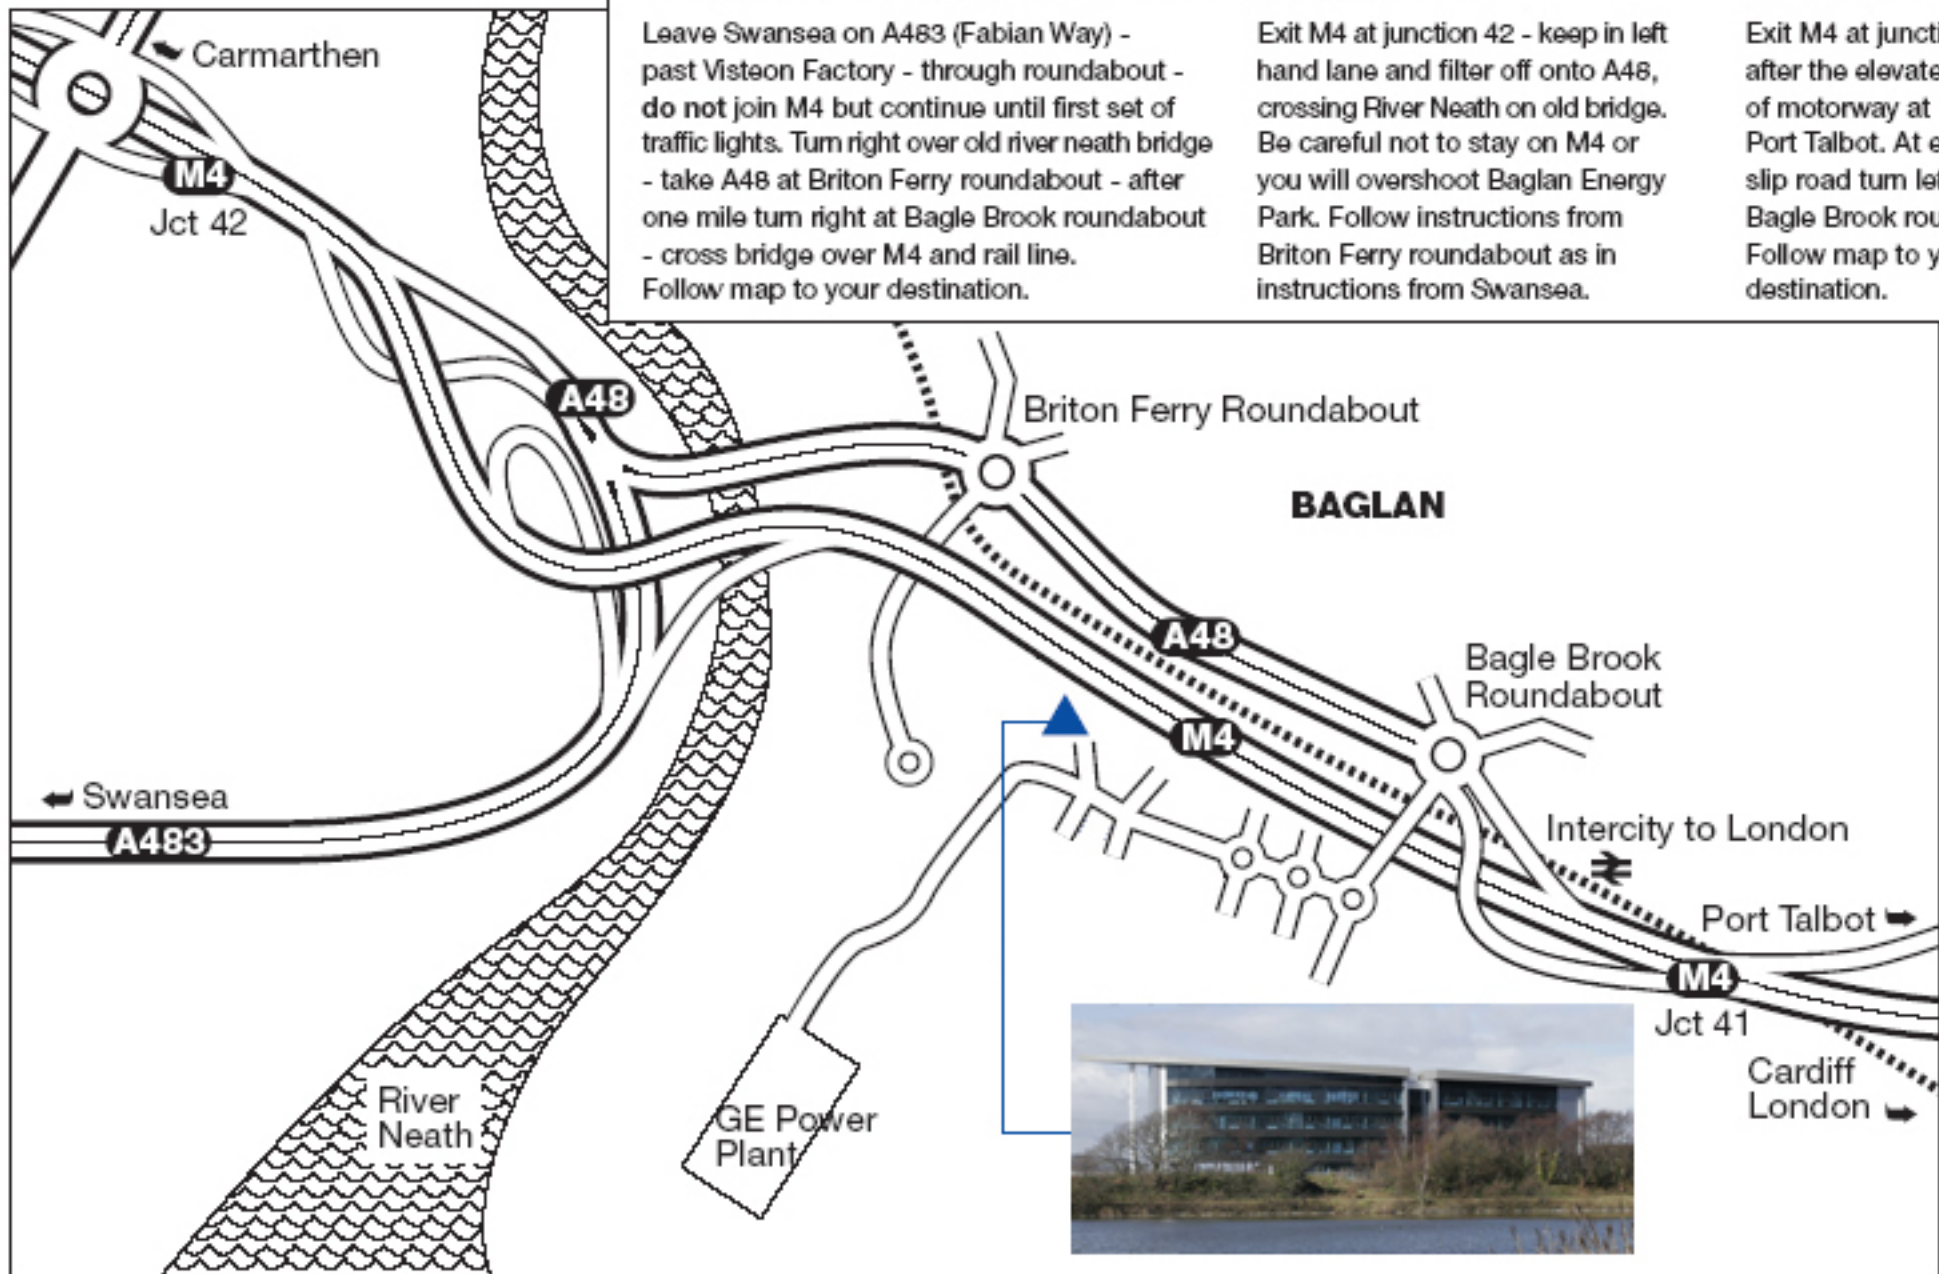 Leave Swansea on A483 (Fabian Way) -
past Visteon Factory - through roundabout -
do not join M4 but continue until first set of
traffic lights. Turn right over old river neath bridge
- take A48 at Briton Ferry roundabout - after
one mile turn right at Bagle Brook roundabout
- cross bridge over M4 and rail line.
Follow map to your destination.
Exit M4 at junction 42 - keep in left
hand lane and filter off onto A48,
crossing River Neath on old bridge.
Be careful not to stay on M4 or
you will overshoot Baglan Energy
Park. Follow instructions from
Briton Ferry roundabout as in
instructions from Swansea.
Exit M4 at juncti
after the elevate
of motorway at
Port Talbot. At e
slip road turn lef
Bagle Brook rou
Follow map to y
destination.
Carmarthen
M4
Jct 42
A48
Briton Ferry Roundabout
BAGLAN
A48
Bagle Brook
Roundabout
M4
Swansea
A483
Intercity to London
Port Talbot
M4
Jct 41
Cardiff
London
River
Neath
GE Power
Plant